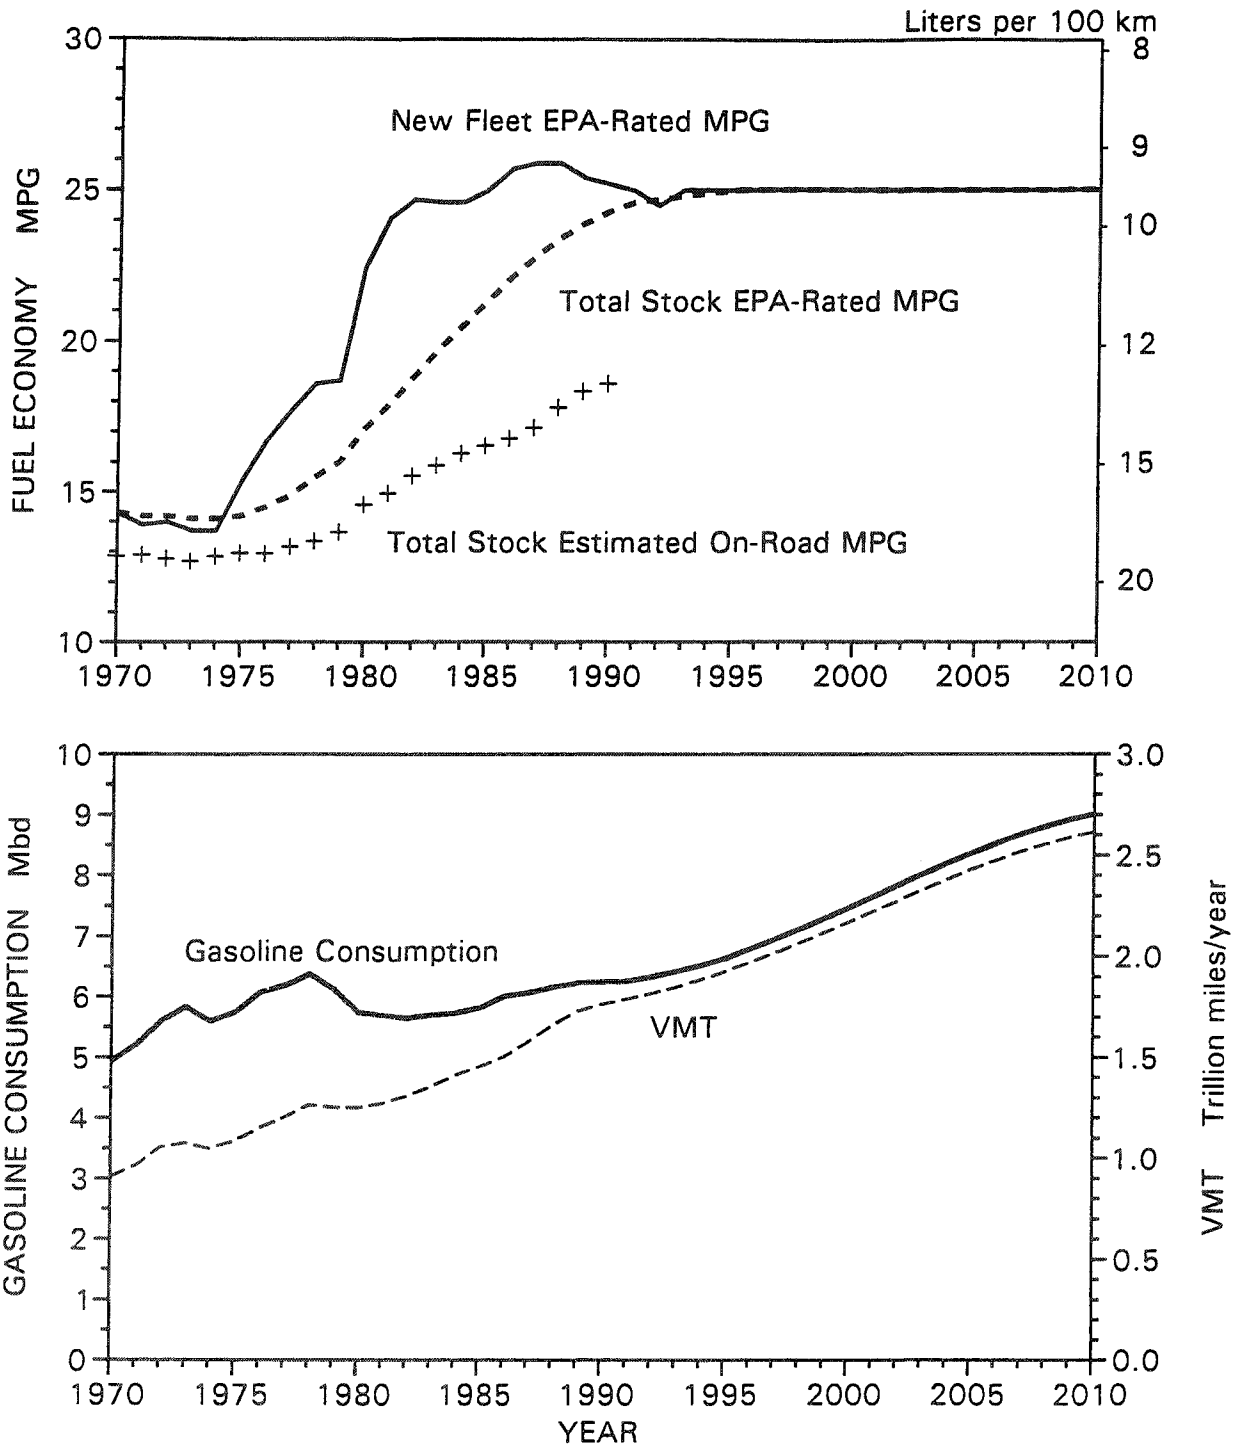 Liters per 100 km
30
25
20
15
10
FUEL ECONOMY MPG
8
9
10
12
15
20
New Fleet EPA-Rated MPG
Total Stock EPA-Rated MPG
Total Stock Estimated On-Road MPG
1970 1975 1980 1985 1990 1995 2000 2005 2010
10
9
8
7
6
5
4
3
2
1
0
GASOLINE CONSUMPTION Mbd
3.0
2.5
2.0
1.5
1.0
0.5
0.0
VMT Trillion miles/year
Gasoline Consumption
VMT
1970 1975 1980 1985 1990 1995 2000 2005 2010
YEAR